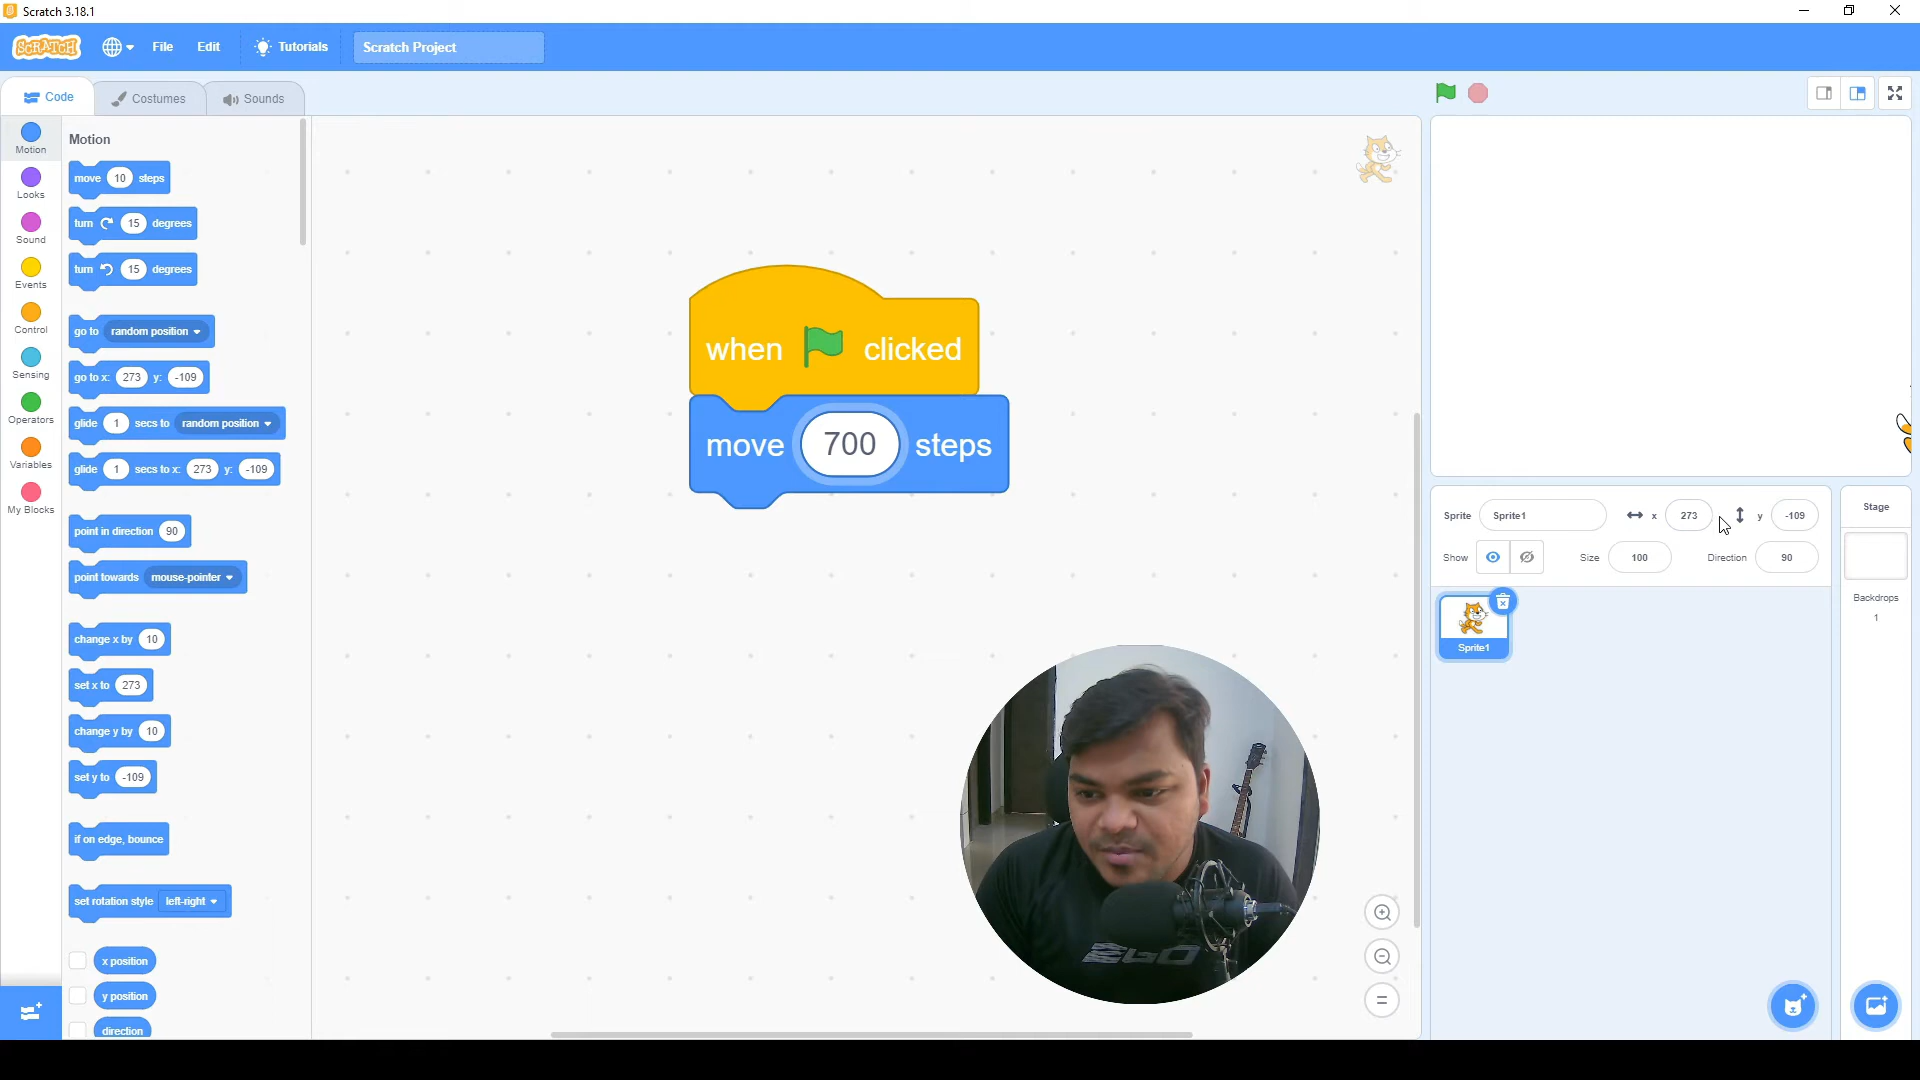 Scratch 3.18.1
SCRATCH
File
Edit
Tutorials
Scratch Project
Code
Costumes
Sounds
Motion
Looks
Sound
Events
Control
Sensing
Operators
Variables
My Blocks
Motion
move 10 steps
turn 15 degrees
turn 15 degrees
go to random position
go to x: 273 y: -109
glide 1 secs to random position
glide 1 secs to x: 273 y: -109
point in direction 90
point towards mouse-pointer
change x by 10
set x to 273
change y by 10
set y to -109
if on edge, bounce
set rotation style left-right
x position
y position
direction
when clicked
move 700 steps
Sprite Sprite1 x 273 y -109
Show Size 100 Direction 90
Sprite1
Stage
Backdrops
1